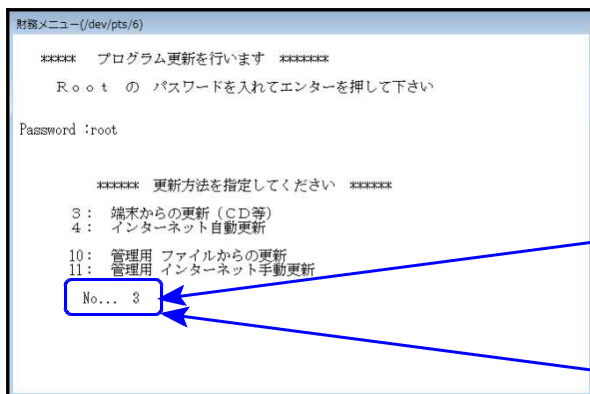 財務メニュー(/dev/pts/6)
***** プログラム更新を行います *******
Ｒｏｏｔ の パスワードを入れてエンターを押して下さい
Password :root
****** 更新方法を指定してください ******
3: 端末からの更新（ＣＤ等）
4: インターネット自動更新
10: 管理用 ファイルからの更新
11: 管理用 インターネット手動更新
No... 3